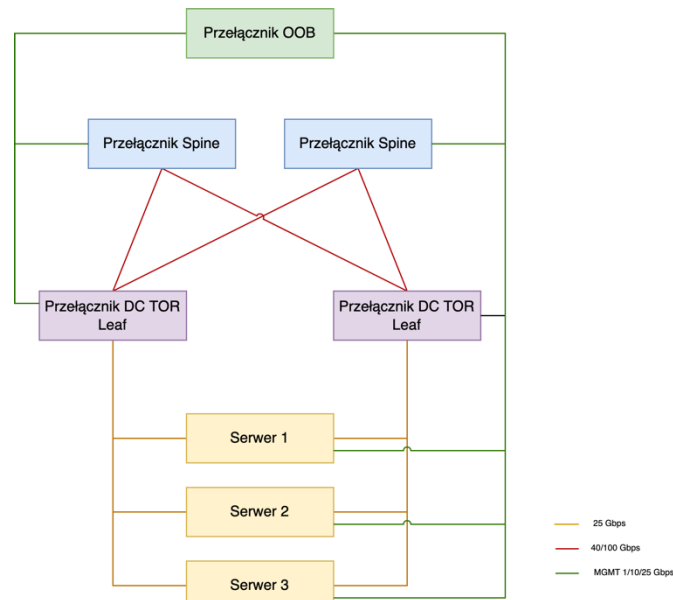 Przełącznik OOB
Przełącznik Spine
Przełącznik Spine
Przełącznik DC TOR
Leaf
Przełącznik DC TOR
Leaf
Serwer 1
Serwer 2
Serwer 3
25 Gbps
40/100 Gbps
MGMT 1/10/25 Gbps